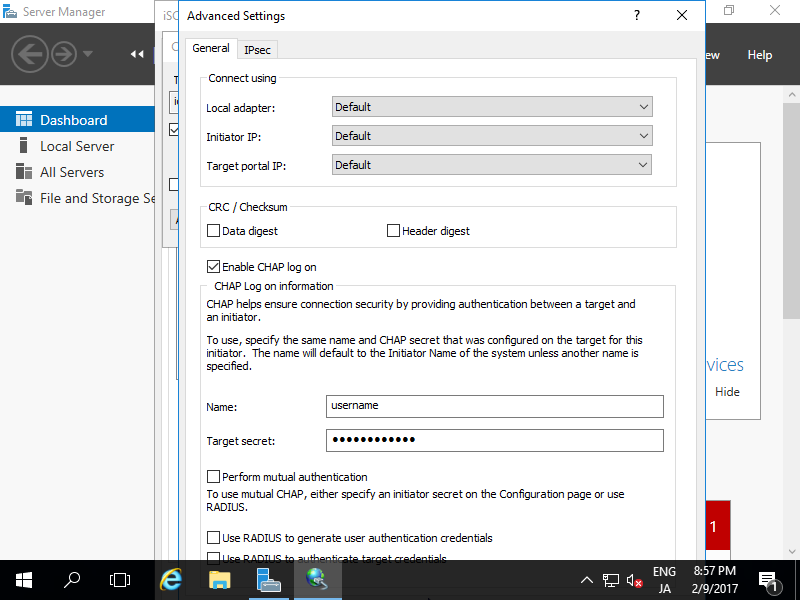 Server Manager
iSC
Advanced Settings
?
General
IPsec
ew
Help
Connect using
Local adapter:
Default
Dashboard
Initiator IP:
Default
Local Server
Target portal IP:
Default
All Servers
File and Storage Se
CRC / Checksum
Data digest
Header digest
Enable CHAP log on
CHAP Log on information
CHAP helps ensure connection security by providing authentication between a target and
an initiator.
To use, specify the same name and CHAP secret that was configured on the target for this
initiator. The name will default to the Initiator Name of the system unless another name is
specified.
vices
Hide
Name:
username
Target secret:
●●●●●●●●●●●●
Perform mutual authentication
To use mutual CHAP, either specify an initiator secret on the Configuration page or use
RADIUS.
1
Use RADIUS to generate user authentication credentials
Use RADIUS to authenticate target credentials
ENG
JA
8:57 PM
2/9/2017
1